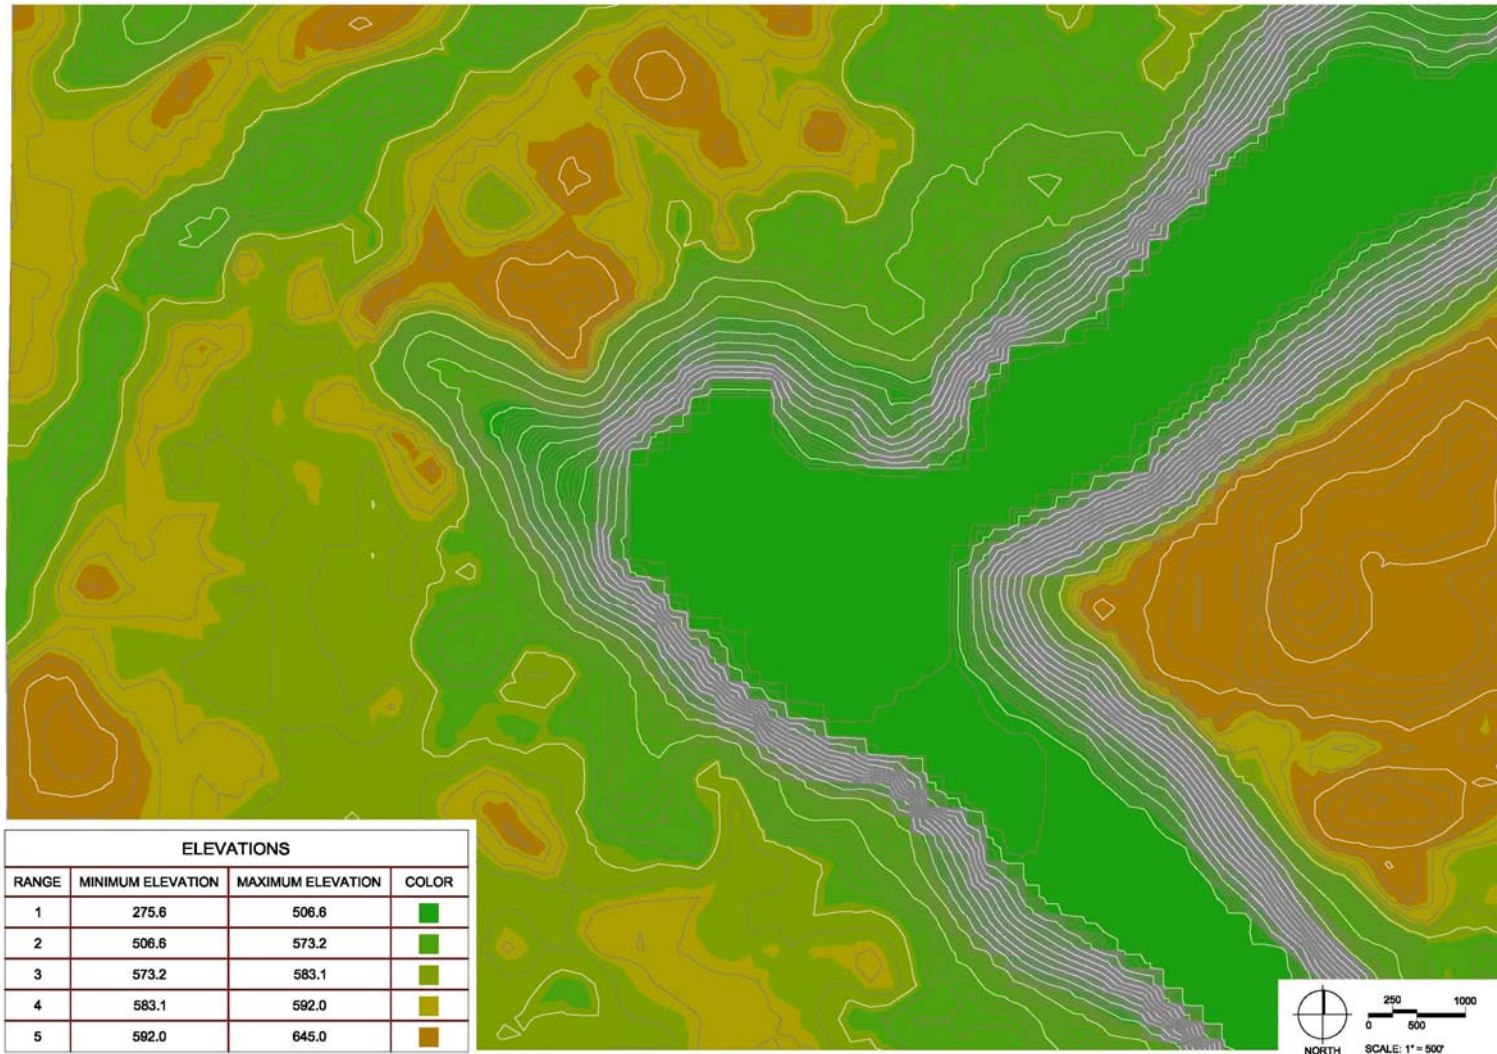 ELEVATIONS
RANGE MINIMUM ELEVATION MAXIMUM ELEVATION COLOR
1 275.6 506.6
2 506.6 573.2
3 573.2 583.1
4 583.1 592.0
5 592.0 645.0
250 1000
0 500
NORTH SCALE: 1" = 500'